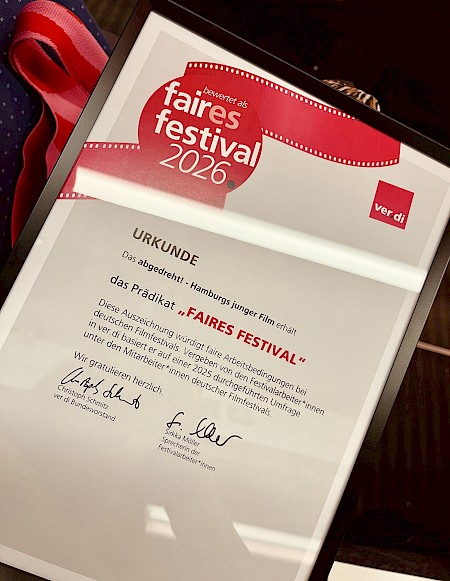 bewertet als
faires
festival
2026
ver di
URKUNDE
Das abgedreht! - Hamburgs junger Film erhält
das Prädikat „FAIRES FESTIVAL“
Diese Auszeichnung würdigt faire Arbeitsbedingungen bei
deutschen Filmfestivals. Vergeben von den Festivalarbeiter*innen
in ver di basiert er auf einer 2025 durchgeführten Umfrage
unter den Mitarbeiter*innen deutscher Filmfestivals.
Wir gratulieren herzlich.
Christoph Schmitz
ver di Bundesvorstand
Sirkka Möller
Sprecherin der
Festivalarbeiter*innen